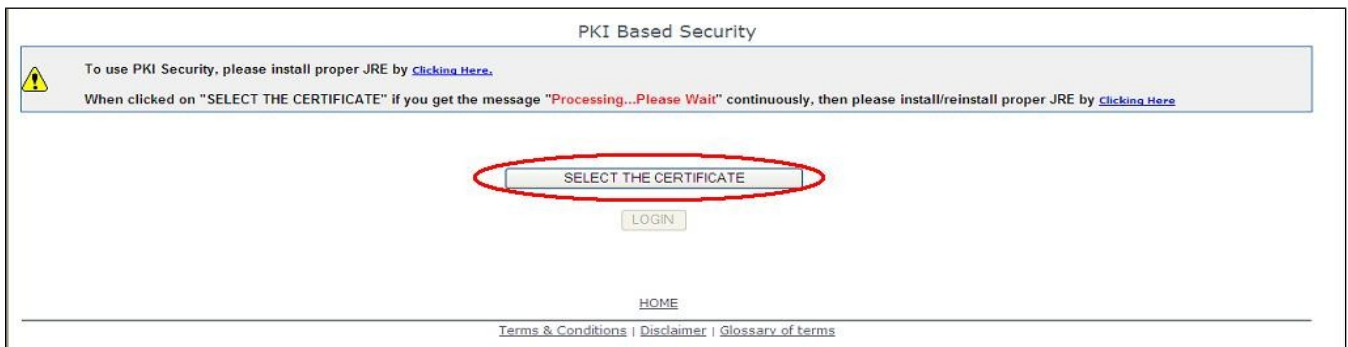 PKI Based Security
To use PKI Security, please install proper JRE by Clicking Here.
When clicked on "SELECT THE CERTIFICATE" if you get the message "Processing...Please Wait" continuously, then please install/reinstall proper JRE by Clicking Here
SELECT THE CERTIFICATE
LOGIN
HOME
Terms & Conditions | Disclaimer | Glossary of terms